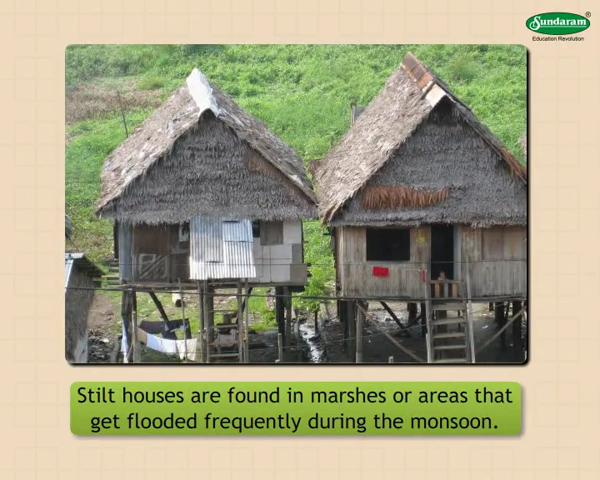 Sundaram®
Education Revolution
Stilt houses are found in marshes or areas that
get flooded frequently during the monsoon.